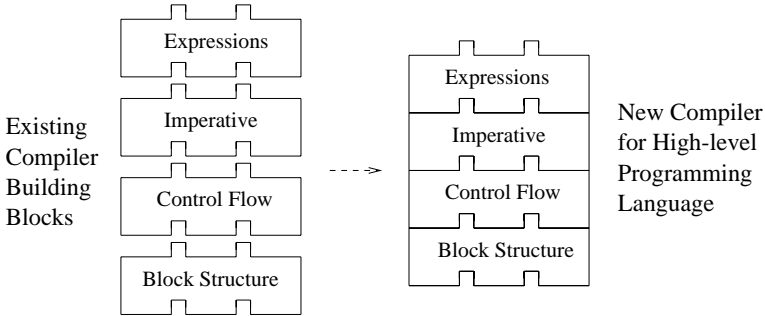 Existing
Compiler
Building
Blocks
Expressions
Imperative
Control Flow
Block Structure
Expressions
Imperative
Control Flow
Block Structure
New Compiler
for High-level
Programming
Language